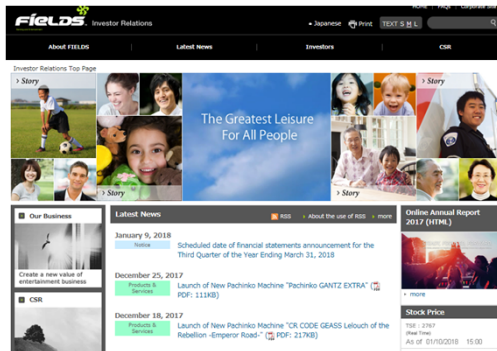 HOME FAQs Corporate Site
FIELDS. Investor Relations
Japanese Print TEXT S M L
About FIELDS Latest News Investors CSR
Investor Relations Top Page
› Story
› Story
The Greatest Leisure
For All People
› Story
› Story
Our Business
Create a new value of
entertainment business
CSR
Latest News RSS › About the use of RSS › more
January 9, 2018
Notice
Scheduled date of financial statements announcement for the
Third Quarter of the Year Ending March 31, 2018
December 25, 2017
Products &
Services
Launch of New Pachinko Machine "Pachinko GANTZ EXTRA" (
PDF: 111KB)
December 18, 2017
Products &
Services
Launch of New Pachinko Machine "CR CODE GEASS Lelouch of the
Rebellion -Emperor Road-" ( PDF: 217KB)
Online Annual Report
2017 (HTML)
› more
Stock Price
TSE : 2767
(Real Time)
As of 01/10/2018 15:00